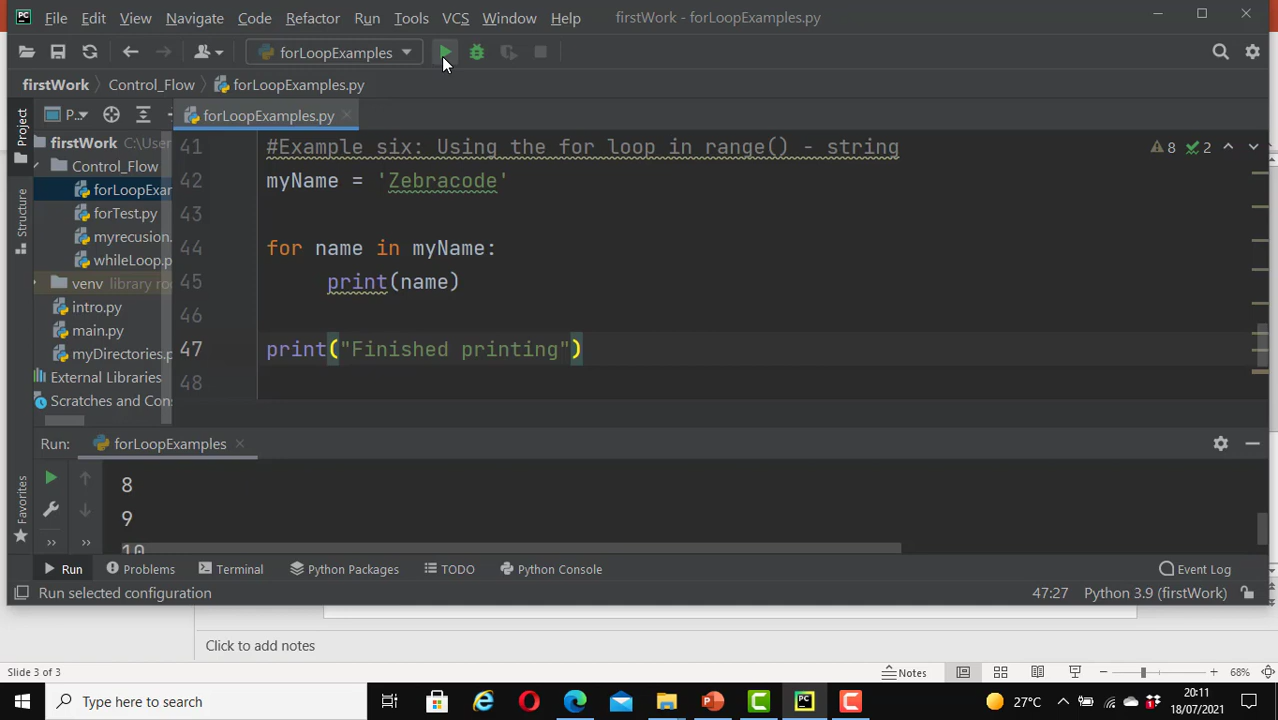 PC File Edit View Navigate Code Refactor Run Tools VCS Window Help firstWork - forLoopExamples.py
forLoopExamples
firstWork Control_Flow forLoopExamples.py
Project P.. forLoopExamples.py
firstWork C:\User
Control_Flow
forLoopExar
forTest.py
myrecusion.
whileLoop.p
venv library ro
intro.py
main.py
myDirectories.p
External Libraries
Scratches and Con
Structure
Favorites
41 #Example six: Using the for loop in range() - string
8 2
42 myName = 'Zebracode'
43
44 for name in myName:
45 print(name)
46
47 print("Finished printing")
48
Run: forLoopExamples
8
9
10
Run Problems Terminal Python Packages TODO Python Console Event Log
Run selected configuration 47:27 Python 3.9 (firstWork)
Click to add notes
Slide 3 of 3 Notes 68%
Type here to search 27°C 1 20:11
18/07/2021